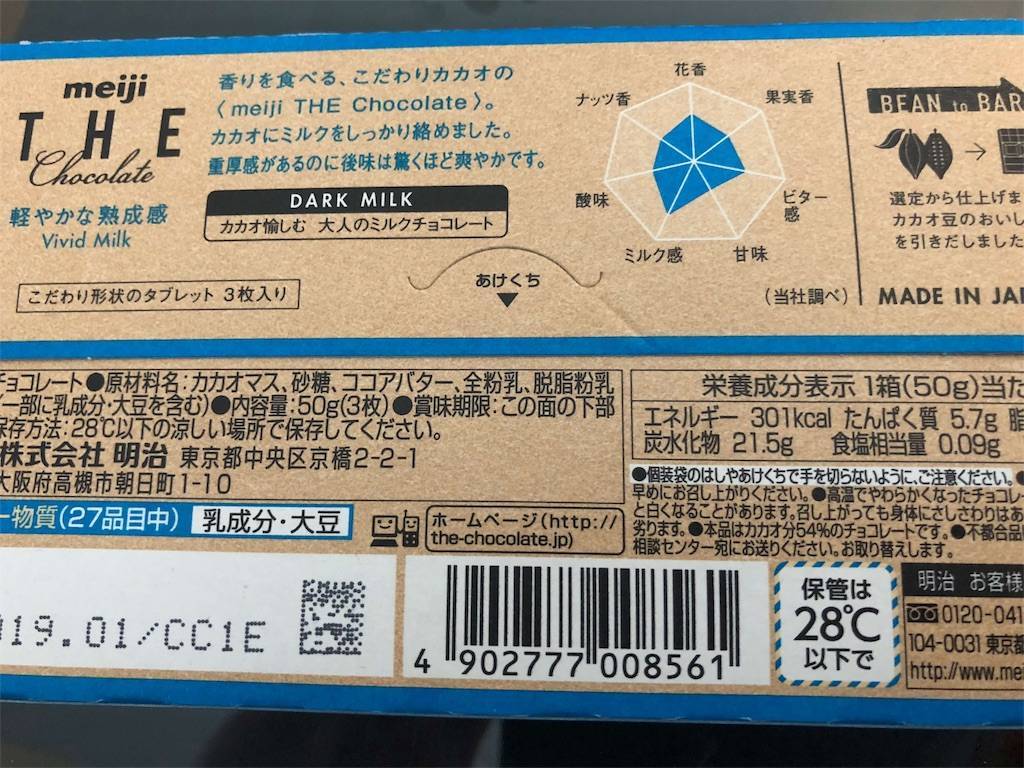 meiji
THE
Chocolate
軽やかな熟成感
Vivid Milk
こだわり形状のタブレット 3枚入り
香りを食べる、こだわりカカオの
〈meiji THE Chocolate〉。
カカオにミルクをしっかり絡めました。
重厚感があるのに後味は驚くほど爽やかです。
DARK MILK
カカオ愉しむ 大人のミルクチョコレート
あけくち
花香
ナッツ香
果実香
酸味
ビター感
ミルク感
甘味
(当社調べ)
BEAN to BAR
選定から仕上げま
カカオ豆のおいし
を引きだしました
MADE IN JA
チョコレート●原材料名:カカオマス、砂糖、ココアバター、全粉乳、脱脂粉乳
(一部に乳成分・大豆を含む)●内容量:50g(3枚)●賞味期限:この面の下部
保存方法:28℃以下の涼しい場所で保存してください。
株式会社 明治 東京都中央区京橋2-2-1
大阪府高槻市朝日町1-10
ー物質(27品目中) 乳成分・大豆
ホームページ(http://
the-chocolate.jp)
栄養成分表示 1箱(50g)当た
エネルギー 301kcal たんぱく質 5.7g 脂
炭水化物 21.5g 食塩相当量 0.09g
●個装袋のはしやあけくちで手を切らないように、ご注意ください。●
早めにお召し上がりください。●高温でやわらかくなったチョコレ
と白くなることがあります。召し上がっても身体にさしさわりはあ
劣ります。●本品はカカオ分54%のチョコレートです。●不都合品
相談センター宛にお送りください。お取り替えします。
19.01/CC1E
4 902777 008561
保管は
28℃
以下で
明治 お客様
0120-041
104-0031 東京都
http://www.mei